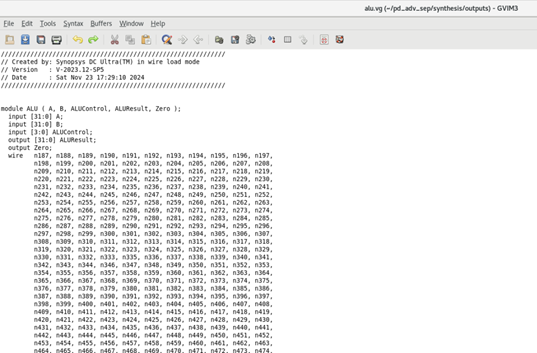 alu.vg (~/pd_adv_sep/synthesis/outputs) - GVIM3
File Edit Tools Syntax Buffers Window Help
////////////////////////////////////////////////////////////
// Created by: Synopsys DC Ultra(TM) in wire load mode
// Version : V-2023.12-SP5
// Date : Sat Nov 23 17:29:10 2024
////////////////////////////////////////////////////////////
module ALU ( A, B, ALUControl, ALUResult, Zero );
input [31:0] A;
input [31:0] B;
input [3:0] ALUControl;
output [31:0] ALUResult;
output Zero;
wire n187, n188, n189, n190, n191, n192, n193, n194, n195, n196, n197,
n198, n199, n200, n201, n202, n203, n204, n205, n206, n207, n208,
n209, n210, n211, n212, n213, n214, n215, n216, n217, n218, n219,
n220, n221, n222, n223, n224, n225, n226, n227, n228, n229, n230,
n231, n232, n233, n234, n235, n236, n237, n238, n239, n240, n241,
n242, n243, n244, n245, n246, n247, n248, n249, n250, n251, n252,
n253, n254, n255, n256, n257, n258, n259, n260, n261, n262, n263,
n264, n265, n266, n267, n268, n269, n270, n271, n272, n273, n274,
n275, n276, n277, n278, n279, n280, n281, n282, n283, n284, n285,
n286, n287, n288, n289, n290, n291, n292, n293, n294, n295, n296,
n297, n298, n299, n300, n301, n302, n303, n304, n305, n306, n307,
n308, n309, n310, n311, n312, n313, n314, n315, n316, n317, n318,
n319, n320, n321, n322, n323, n324, n325, n326, n327, n328, n329,
n330, n331, n332, n333, n334, n335, n336, n337, n338, n339, n340, n341,
n342, n343, n344, n345, n346, n347, n348, n349, n350, n351, n352, n353,
n354, n355, n356, n357, n358, n359, n360, n361, n362, n363, n364,
n365, n366, n367, n368, n369, n370, n371, n372, n373, n374, n375,
n376, n377, n378, n379, n380, n381, n382, n383, n384, n385, n386,
n387, n388, n389, n390, n391, n392, n393, n394, n395, n396, n397,
n398, n399, n400, n401, n402, n403, n404, n405, n406, n407, n408,
n409, n410, n411, n412, n413, n414, n415, n416, n417, n418, n419,
n420, n421, n422, n423, n424, n425, n426, n427, n428, n429, n430,
n431, n432, n433, n434, n435, n436, n437, n438, n439, n440, n441,
n442, n443, n444, n445, n446, n447, n448, n449, n450, n451, n452,
n453, n454, n455, n456, n457, n458, n459, n460, n461, n462, n463,
n464, n465, n466, n467, n468, n469, n470, n471, n472, n473, n474,